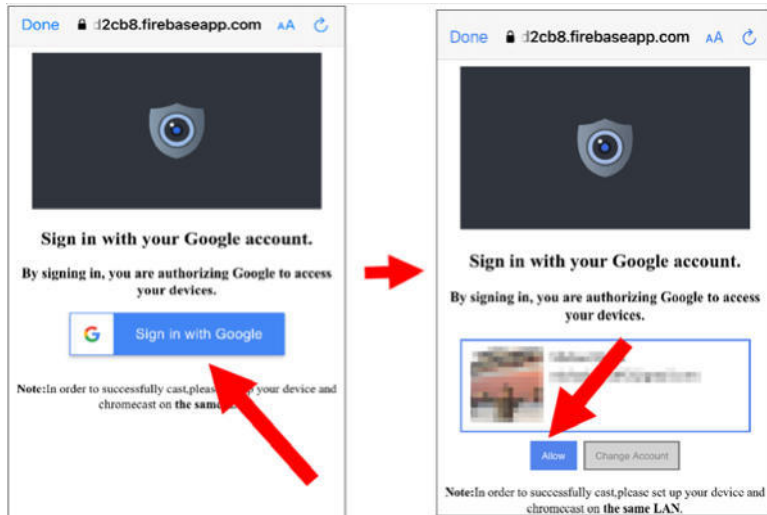 Done
d2cb8.firebaseapp.com
AA
Sign in with your Google account.
By signing in, you are authorizing Google to access
your devices.
G
Sign in with Google
Note:In order to successfully cast,please your device and
chromecast on the same
Done
d2cb8.firebaseapp.com
AA
Sign in with your Google account.
By signing in, you are authorizing Google to access
your devices.
Allow
Change Account
Note:In order to successfully cast,please set up your device and
chromecast on the same LAN.